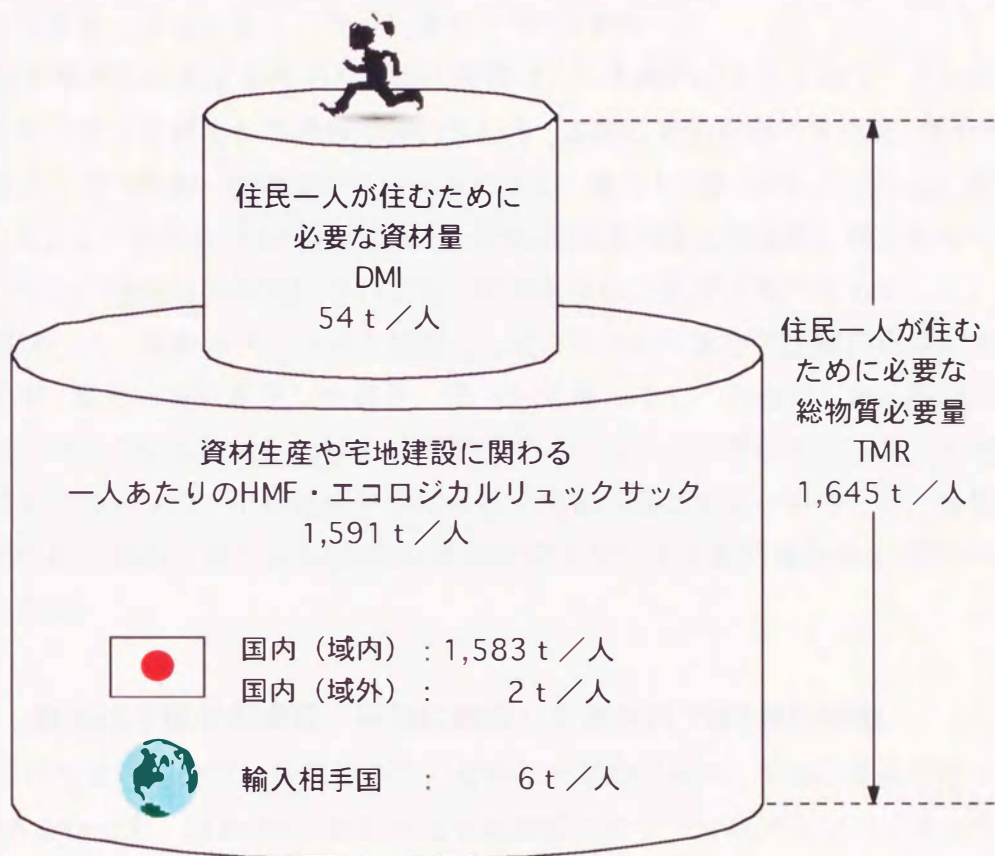 住民一人が住むために
必要な資材量
DMI
54 t／人
資材生産や宅地建設に関わる
一人あたりのHMF・エコロジカルリュックサック
1,591 t／人
国内（域内）：1,583 t／人
国内（域外）： 2 t／人
輸入相手国 ： 6 t／人
住民一人が住む
ために必要な
総物質必要量
TMR
1,645 t／人